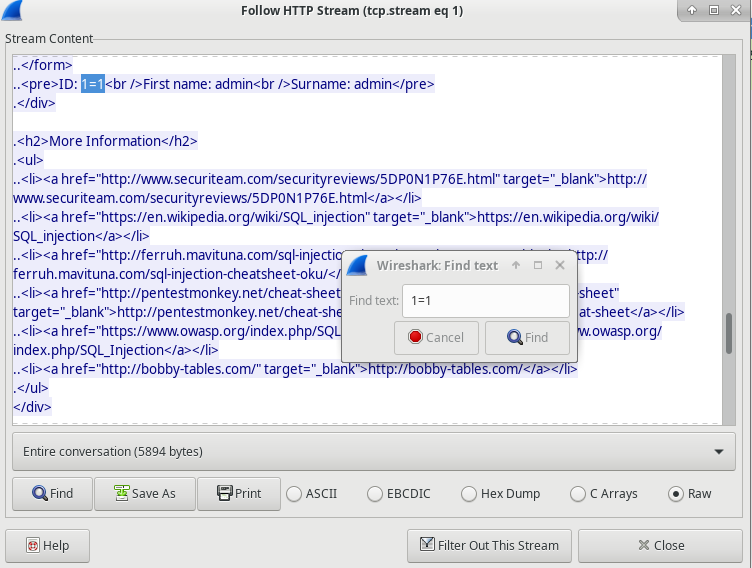 Follow HTTP Stream (tcp.stream eq 1)
Stream Content
..</form>
..<pre>ID: 1=1<br />First name: admin<br />Surname: admin</pre>
.</div>
.<h2>More Information</h2>
.<ul>
..<li><a href="http://www.securiteam.com/securityreviews/5DP0N1P76E.html" target="_blank">http://
www.securiteam.com/securityreviews/5DP0N1P76E.html</a></li>
..<li><a href="https://en.wikipedia.org/wiki/SQL_injection" target="_blank">https://en.wikipedia.org/wiki/
SQL_injection</a></li>
..<li><a href="http://ferruh.mavituna.com/sql-injectio
ferruh.mavituna.com/sql-injection-cheatsheet-oku/</
..<li><a href="http://pentestmonkey.net/cheat-sheet
sheet"
target="_blank">http://pentestmonkey.net/cheat-she
at-sheet</a></li>
..<li><a href="https://www.owasp.org/index.php/SQL
w.owasp.org/
index.php/SQL_Injection</a></li>
..<li><a href="http://bobby-tables.com/" target="_blank">http://bobby-tables.com/</a></li>
.</ul>
</div>
Wireshark: Find text
Find text: 1=1
Cancel Find
Entire conversation (5894 bytes)
Find Save As Print ASCII EBCDIC Hex Dump C Arrays Raw
Help Filter Out This Stream Close